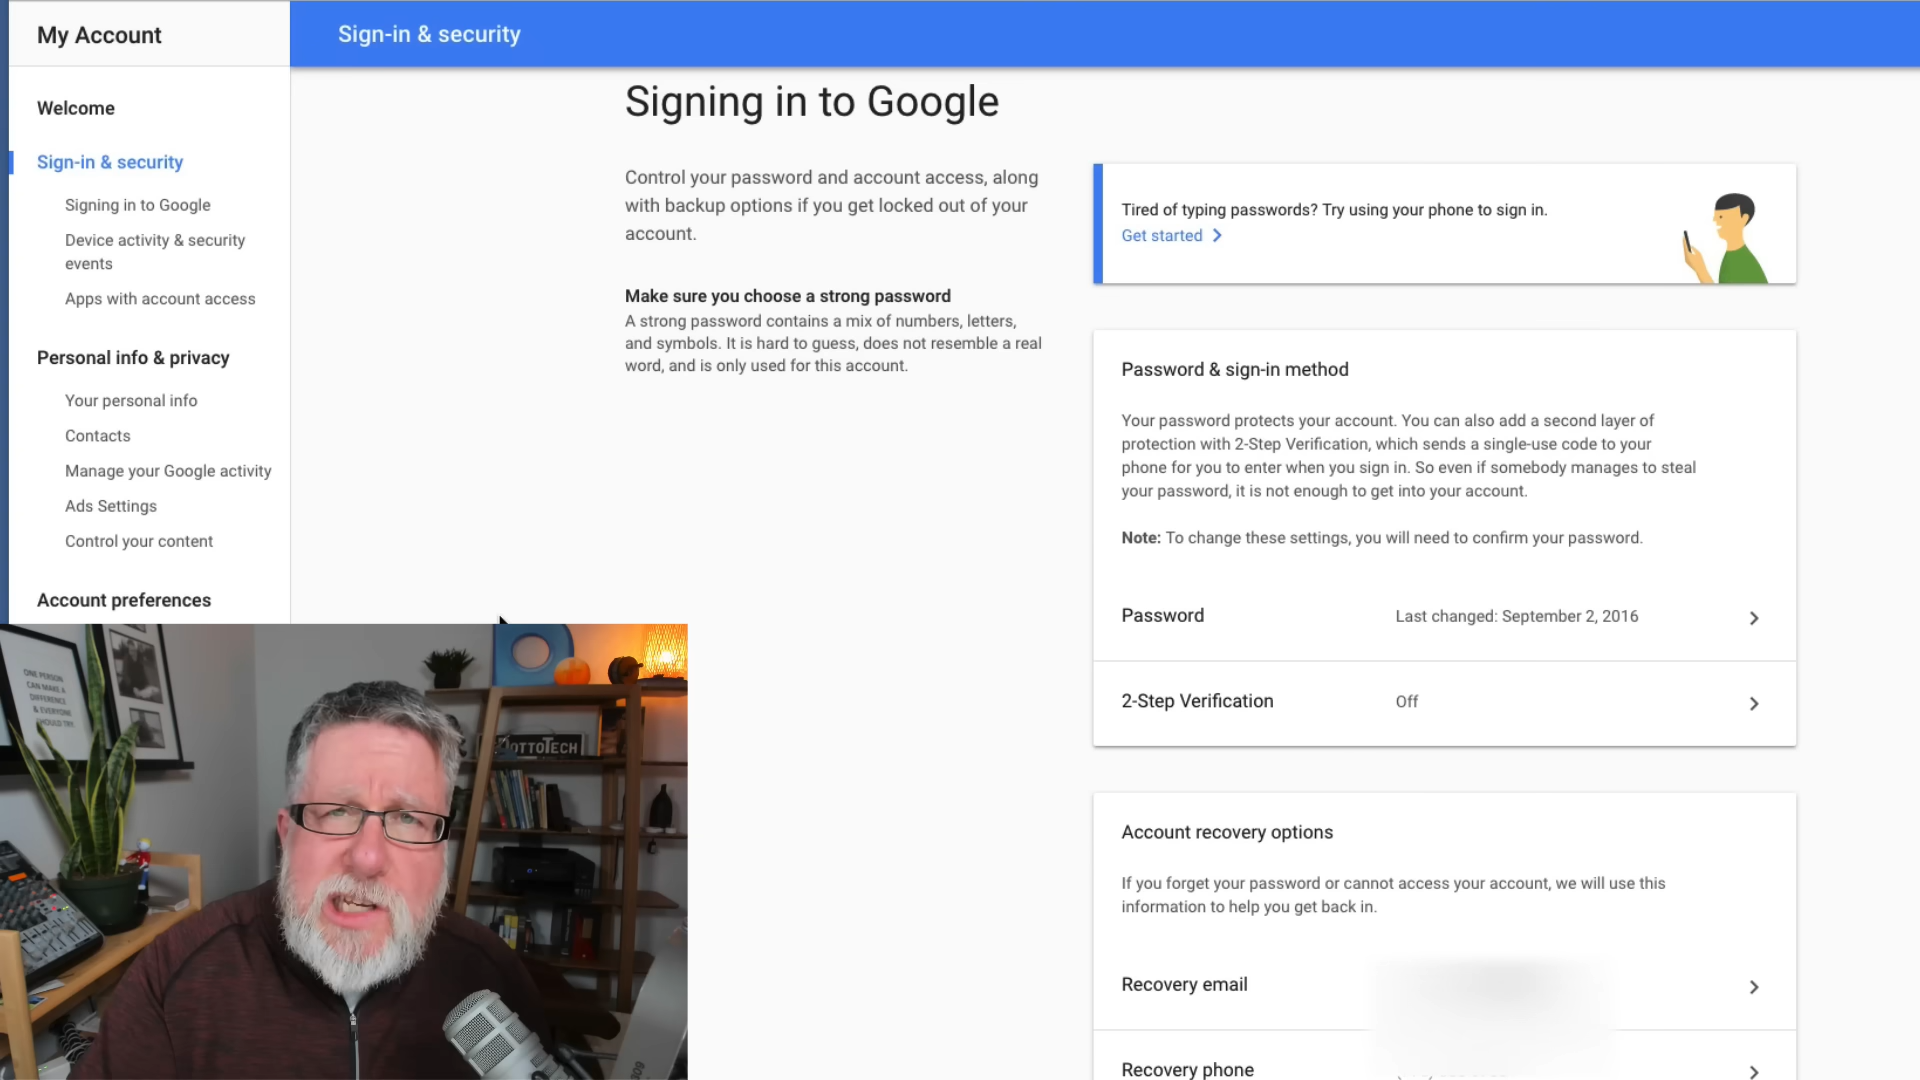 My Account
Sign-in & security
Welcome
Sign-in & security
Signing in to Google
Device activity & security
events
Apps with account access
Personal info & privacy
Your personal info
Contacts
Manage your Google activity
Ads Settings
Control your content
Account preferences
Signing in to Google
Control your password and account access, along
with backup options if you get locked out of your
account.
Make sure you choose a strong password
A strong password contains a mix of numbers, letters,
and symbols. It is hard to guess, does not resemble a real
word, and is only used for this account.
Tired of typing passwords? Try using your phone to sign in.
Get started
Password & sign-in method
Your password protects your account. You can also add a second layer of
protection with 2-Step Verification, which sends a single-use code to your
phone for you to enter when you sign in. So even if somebody manages to steal
your password, it is not enough to get into your account.
Note: To change these settings, you will need to confirm your password.
Password Last changed: September 2, 2016
2-Step Verification Off
Account recovery options
If you forget your password or cannot access your account, we will use this
information to help you get back in.
Recovery email
Recovery phone
ONE PERSON
CAN MAKE A
DIFFERENCE
& EVERYONE
SHOULD TRY
DOTTOTECH